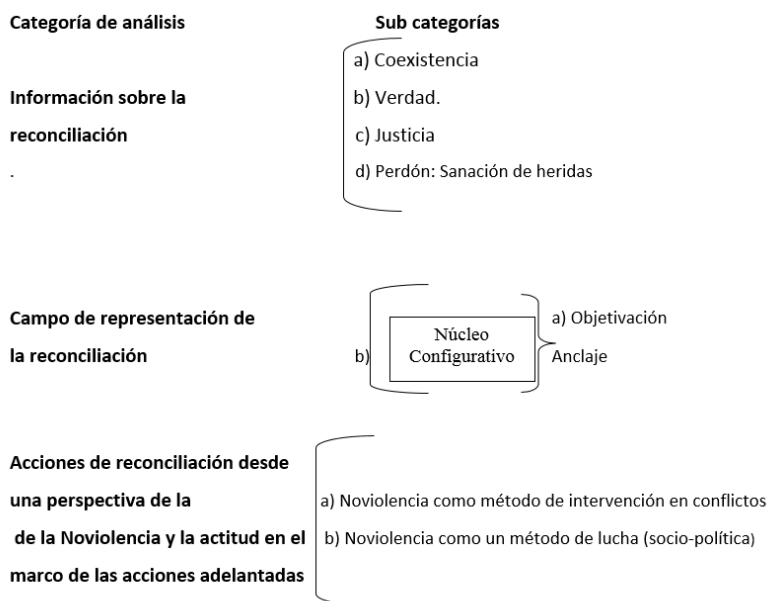 Categoría de análisis Sub categorías
a) Coexistencia
Información sobre la b) Verdad.
reconciliación c) Justicia
. d) Perdón: Sanación de heridas
Campo de representación de a) Objetivación
Núcleo
la reconciliación b) Configurativo Anclaje
Acciones de reconciliación desde
una perspectiva de la a) Noviolencia como método de intervención en conflictos
de la Noviolencia y la actitud en el b) Noviolencia como un método de lucha (socio-política)
marco de las acciones adelantadas